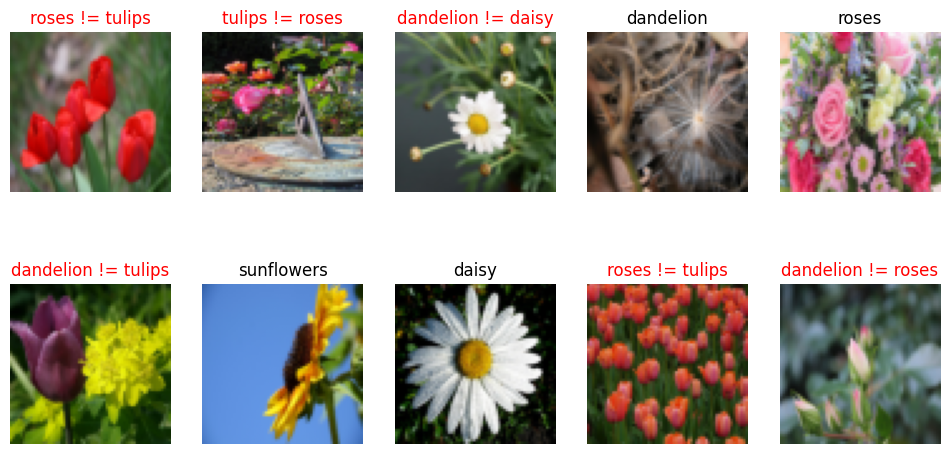 roses != tulips
tulips != roses
dandelion != daisy
dandelion
roses
dandelion != tulips
sunflowers
daisy
roses != tulips
dandelion != roses